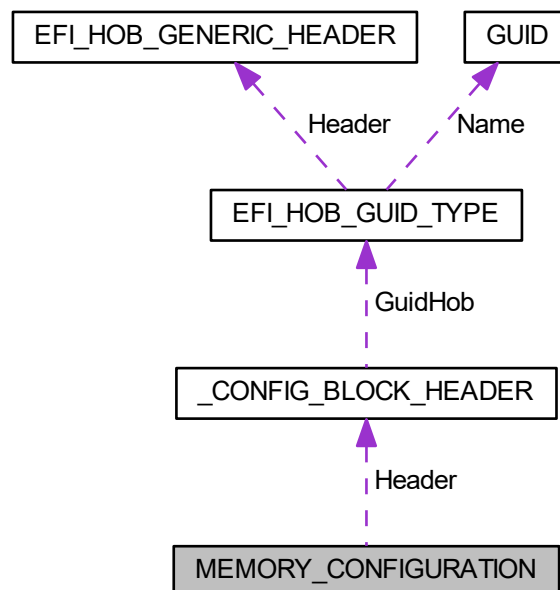 EFI_HOB_GENERIC_HEADER
GUID
Header
Name
EFI_HOB_GUID_TYPE
GuidHob
_CONFIG_BLOCK_HEADER
Header
MEMORY_CONFIGURATION